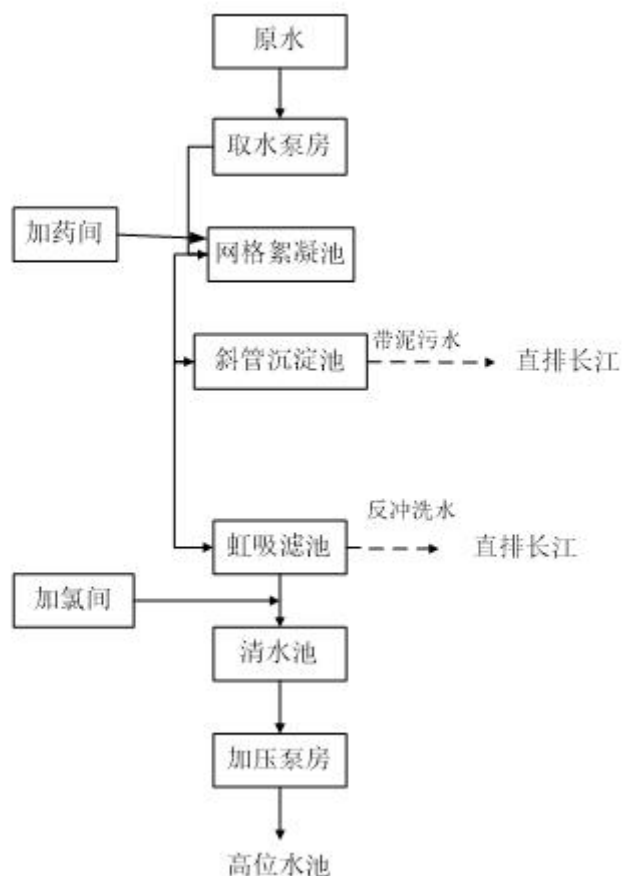 原水
取水泵房
加药间
网格絮凝池
斜管沉淀池
带泥污水
直排长江
反冲洗水
虹吸滤池
直排长江
加氯间
清水池
加压泵房
高位水池